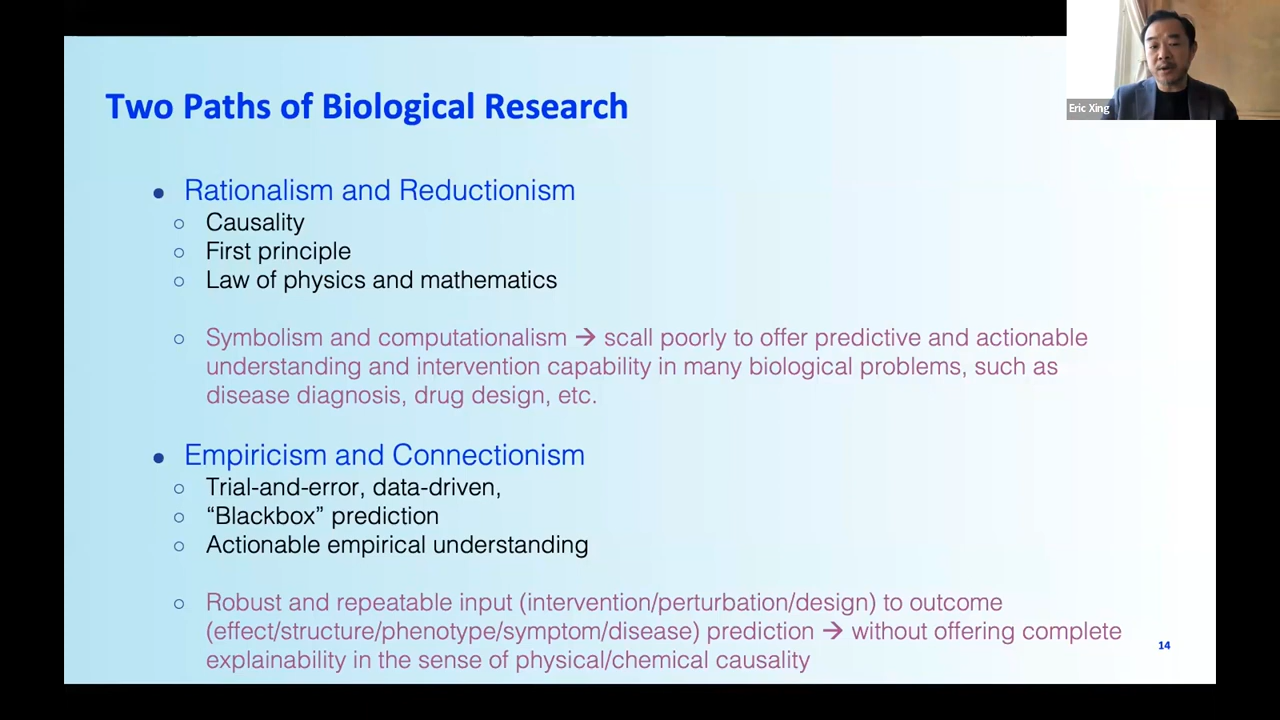 Eric Xing
Two Paths of Biological Research
● Rationalism and Reductionism
○ Causality
○ First principle
○ Law of physics and mathematics
○ Symbolism and computationalism → scall poorly to offer predictive and actionable
understanding and intervention capability in many biological problems, such as
disease diagnosis, drug design, etc.
● Empiricism and Connectionism
○ Trial-and-error, data-driven,
○ “Blackbox” prediction
○ Actionable empirical understanding
○ Robust and repeatable input (intervention/perturbation/design) to outcome
(effect/structure/phenotype/symptom/disease) prediction → without offering complete
explainability in the sense of physical/chemical causality
14